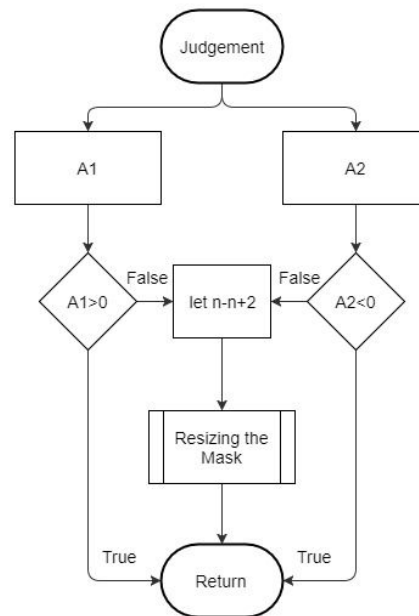 Judgement
A1
A2
False
False
A1>0
let n-n+2
A2<0
Resizing the
Mask
True
True
Return